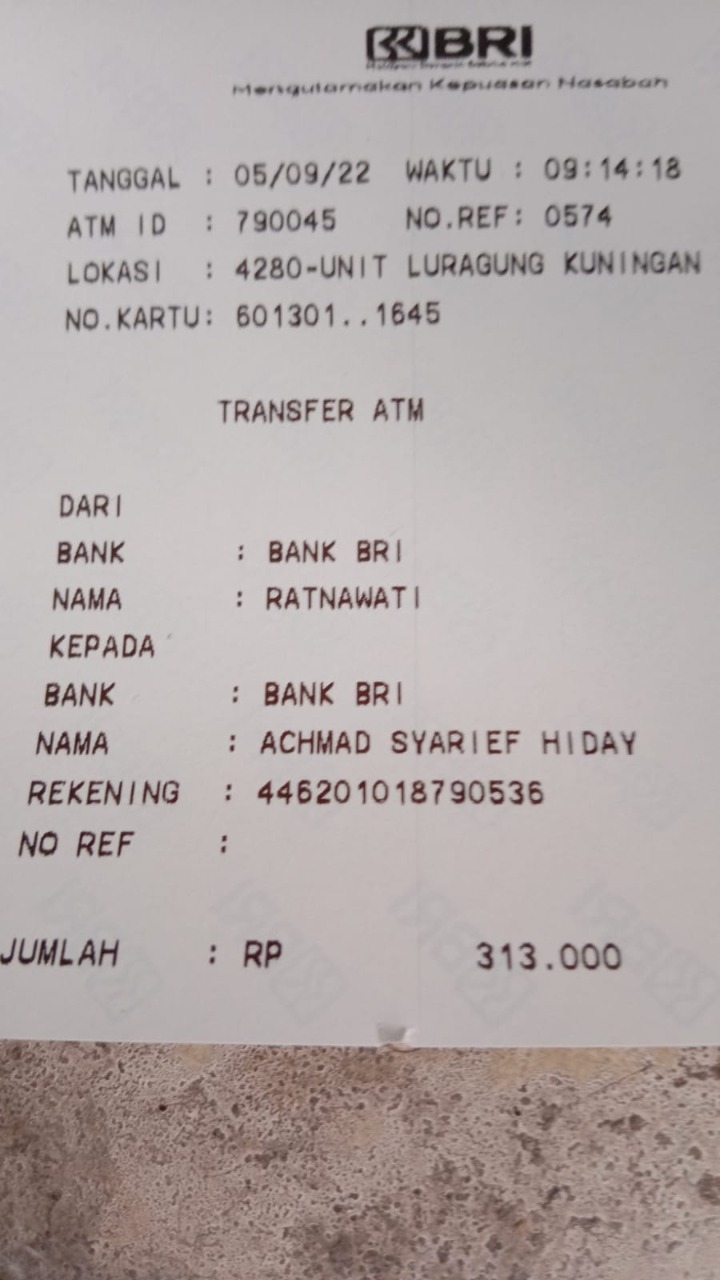 BRI
Mengutamakan Kepuasan Nasabah
TANGGAL : 05/09/22 WAKTU : 09:14:18
ATM ID : 790045 NO.REF: 0574
LOKASI : 4280-UNIT LURAGUNG KUNINGAN
NO.KARTU: 601301..1645
TRANSFER ATM
DARI
BANK : BANK BRI
NAMA : RATNAWATI
KEPADA
BANK : BANK BRI
NAMA : ACHMAD SYARIEF HIDAY
REKENING : 446201018790536
NO REF :
JUMLAH : RP 313.000